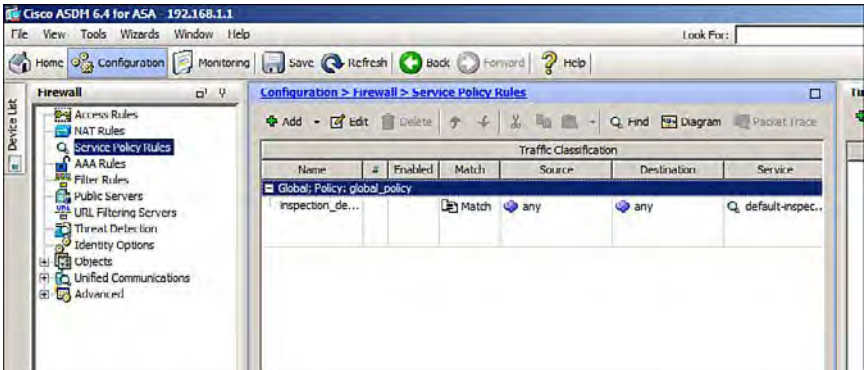 Cisco ASDM 6.4 for ASA - 192.168.1.1
File View Tools Wizards Window Help
Look For:
Home Configuration Monitoring Save Refresh Back Forward Help
Device List
Firewall
Access Rules
NAT Rules
Service Policy Rules
AAA Rules
Filter Rules
Public Servers
URL Filtering Servers
Threat Detection
Identity Options
Objects
Unified Communications
Advanced
Configuration > Firewall > Service Policy Rules
Add Edit Delete Find Diagram Packet Trace
Traffic Classification
Name # Enabled Match Source Destination Service
Global; Policy: global_policy
inspection_de... Match any any default-inspec..